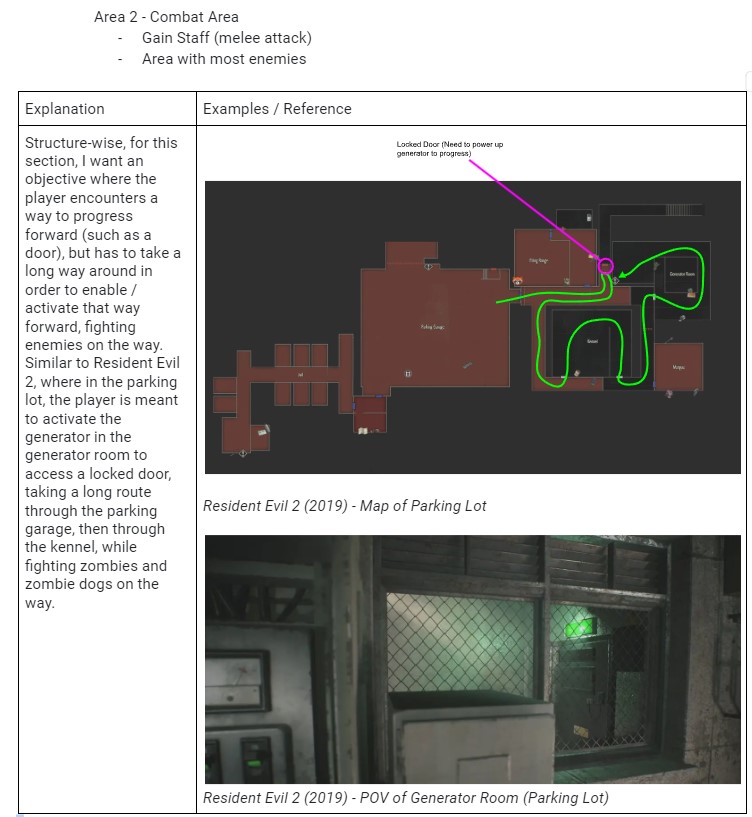 Area 2 - Combat Area
- Gain Staff (melee attack)
- Area with most enemies
Explanation
Examples / Reference
Structure-wise, for this
section, I want an
objective where the
player encounters a
way to progress
forward (such as a
door), but has to take a
long way around in
order to enable /
activate that way
forward, fighting
enemies on the way.
Similar to Resident Evil
2, where in the parking
lot, the player is meant
to activate the
generator in the
generator room to
access a locked door,
taking a long route
through the parking
garage, then through
the kennel, while
fighting zombies and
zombie dogs on the
way.
Locked Door (Need to power up
generator to progress)
Firing Range
Generator Room
Parking Garage
Kennel
Morgue
Resident Evil 2 (2019) - Map of Parking Lot
Resident Evil 2 (2019) - POV of Generator Room (Parking Lot)